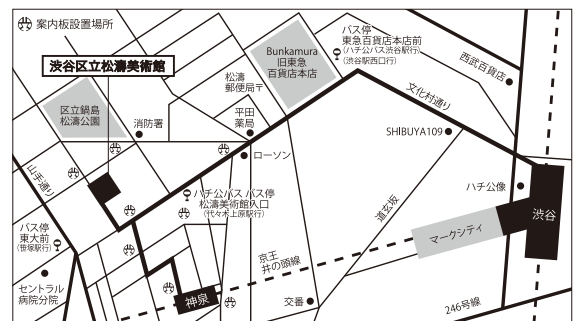 案内板設置場所
渋谷区立松濤美術館
Bunkamura
旧東急
百貨店本店
バス停
東急百貨店本店前
(ハチ公バス渋谷駅行)
(渋谷駅西口行)
西武百貨店
松濤
郵便局〒
文化村通り
区立鍋島
松濤公園
消防署
平田
薬局
SHIBUYA109
ローソン
山手通り
ハチ公像
ハチ公バス バス停
松濤美術館入口
(代々木上原駅行)
道玄坂
渋谷
バス停
東大前
(笹塚駅行)
マークシティ
京王
井の頭線
セントラル
病院分院
神泉
交番
246号線